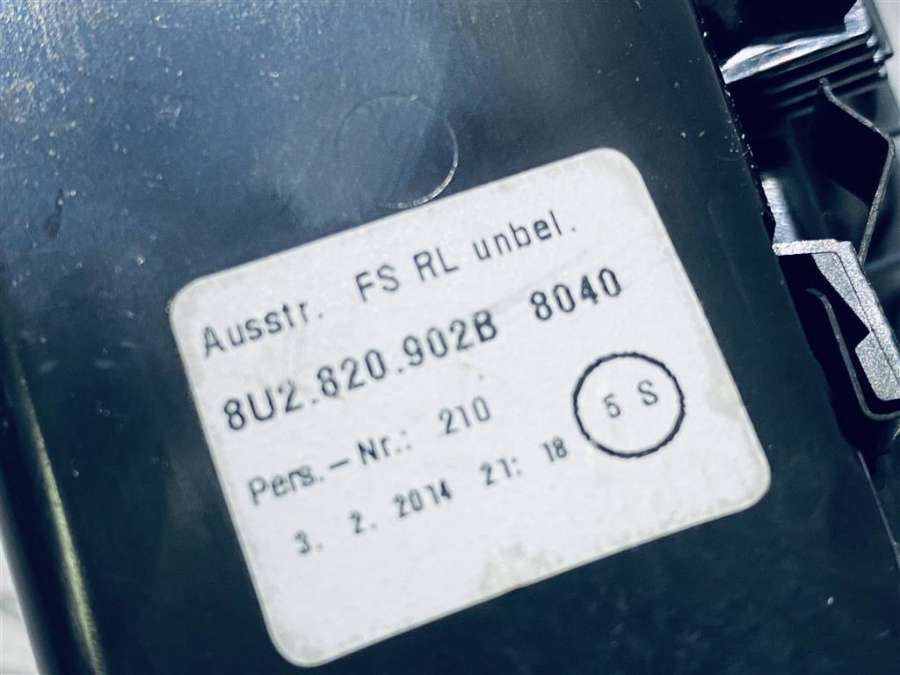 Ausstr. FS RL unbel.
8U2.820.902B 8040
Pers.-Nr.: 210
5 S
3. 2. 2014 21: 18